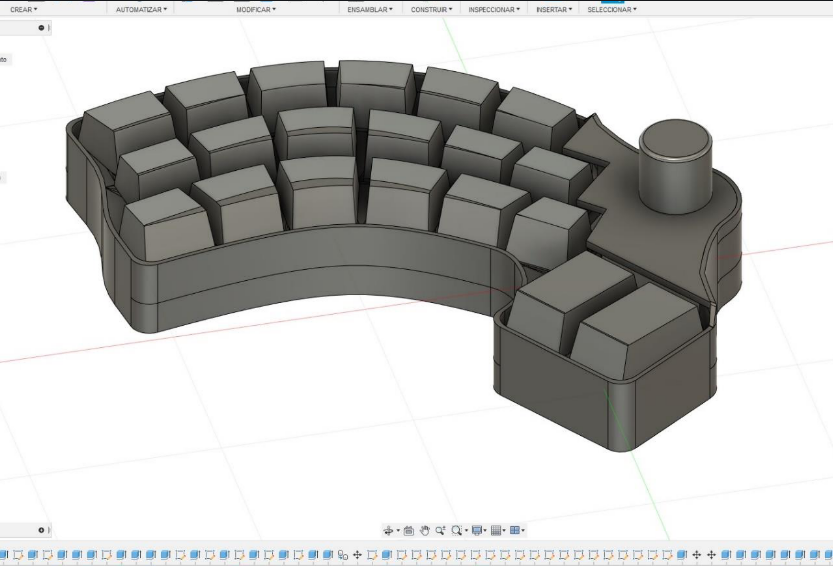 CREAR AUTOMATIZAR MODIFICAR ENSAMBLAR CONSTRUIR INSPECCIONAR INSERTAR SELECCIONAR